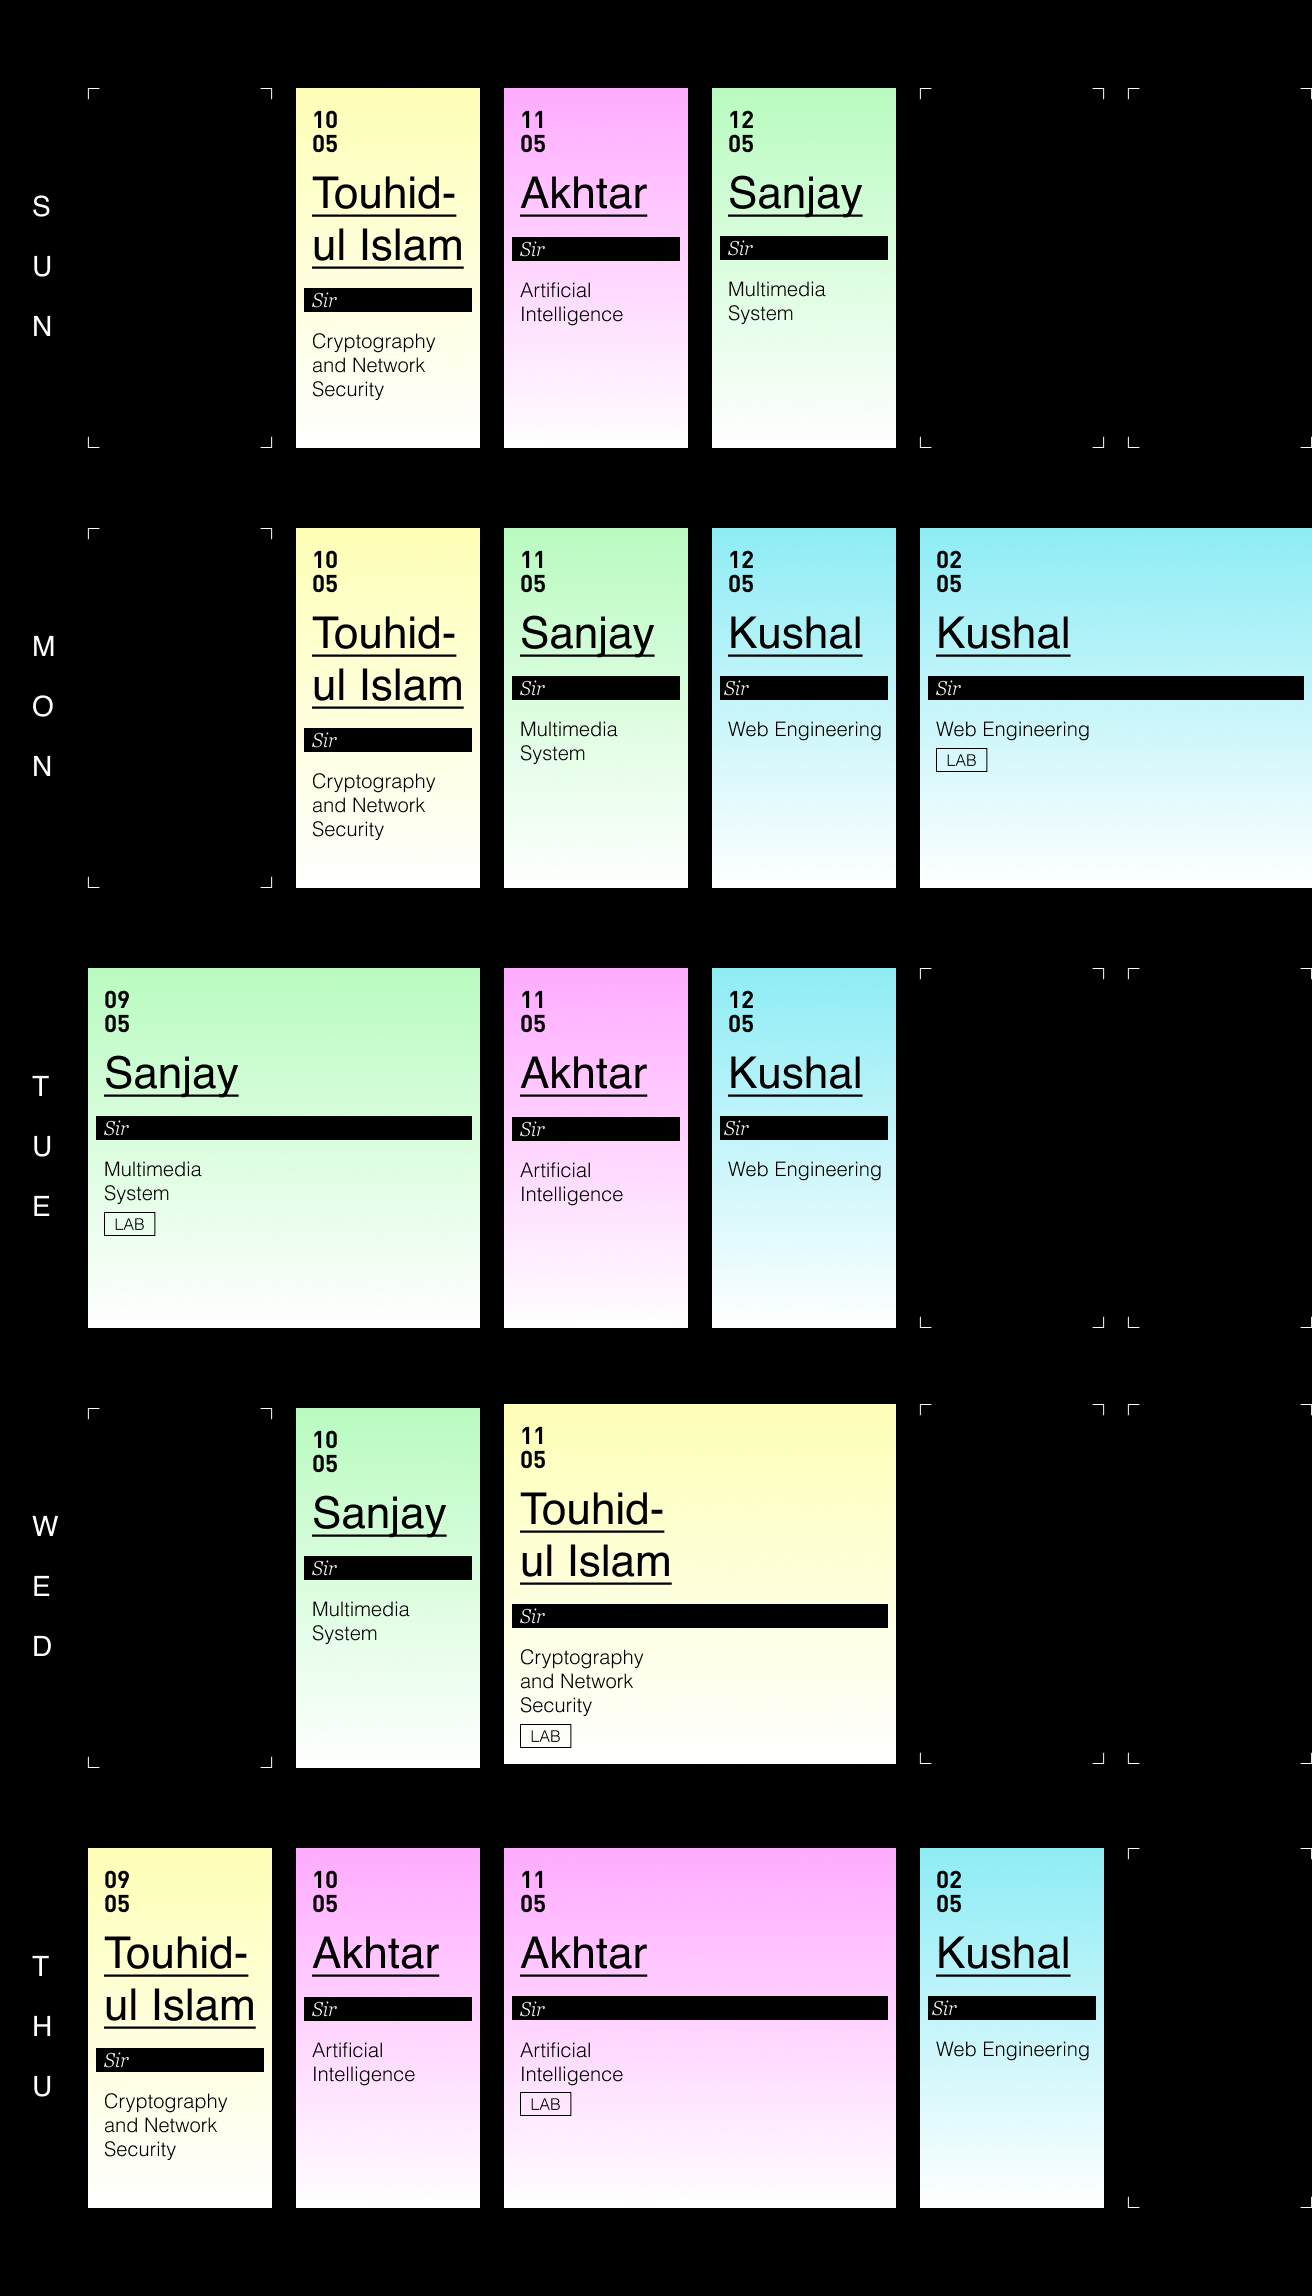 S
U
N
10
05
Touhid-
ul Islam
Sir
Cryptography
and Network
Security
11
05
Akhtar
Sir
Artificial
Intelligence
12
05
Sanjay
Sir
Multimedia
System
M
O
N
10
05
Touhid-
ul Islam
Sir
Cryptography
and Network
Security
11
05
Sanjay
Sir
Multimedia
System
12
05
Kushal
Sir
Web Engineering
02
05
Kushal
Sir
Web Engineering
LAB
T
U
E
09
05
Sanjay
Sir
Multimedia
System
LAB
11
05
Akhtar
Sir
Artificial
Intelligence
12
05
Kushal
Sir
Web Engineering
W
E
D
10
05
Sanjay
Sir
Multimedia
System
11
05
Touhid-
ul Islam
Sir
Cryptography
and Network
Security
LAB
T
H
U
09
05
Touhid-
ul Islam
Sir
Cryptography
and Network
Security
10
05
Akhtar
Sir
Artificial
Intelligence
11
05
Akhtar
Sir
Artificial
Intelligence
LAB
02
05
Kushal
Sir
Web Engineering